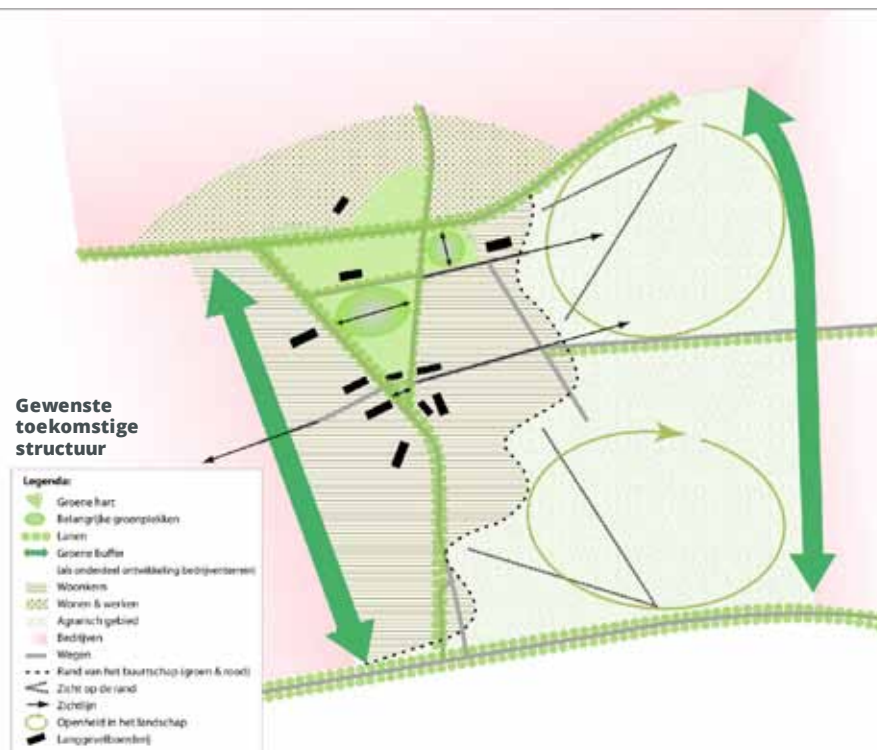 Gewenste
toekomstige
structuur
Legenda:
Groene hart
Belangrijke groenplekken
Lanen
Groene Buffer
(als onderdeel ontwikkeling bedrijventerrein)
Woonkern
Wonen & werken
Agrarisch gebied
Bedrijven
Wegen
Rand van het buurtschap (groen & rood)
Zicht op de rand
Zichtlijn
Openheid in het landschap
Langgevelboerderij